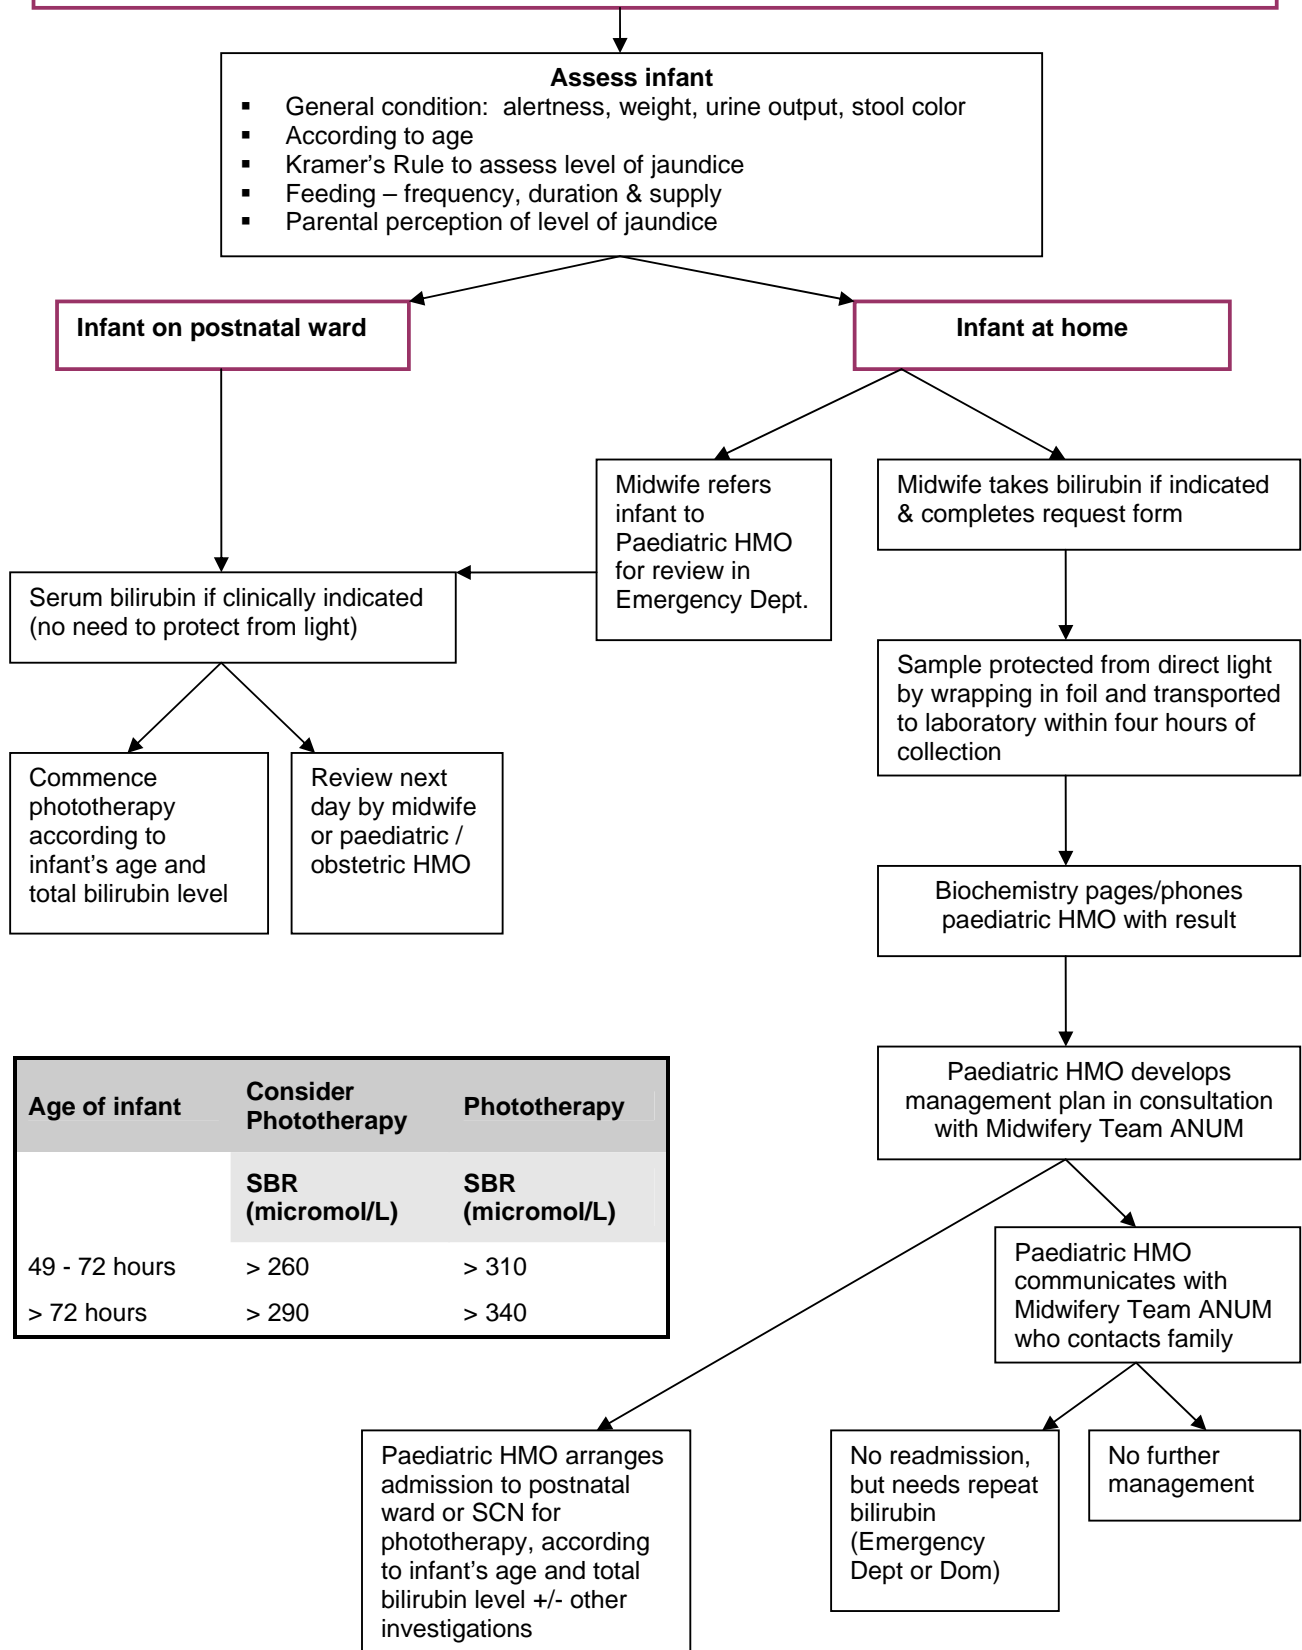 Assess infant
▪ General condition: alertness, weight, urine output, stool color
▪ According to age
▪ Kramer's Rule to assess level of jaundice
▪ Feeding – frequency, duration & supply
▪ Parental perception of level of jaundice
Infant on postnatal ward
Infant at home
Midwife refers
infant to
Paediatric HMO
for review in
Emergency Dept.
Midwife takes bilirubin if indicated
& completes request form
Serum bilirubin if clinically indicated
(no need to protect from light)
Sample protected from direct light
by wrapping in foil and transported
to laboratory within four hours of
collection
Commence
phototherapy
according to
infant's age and
total bilirubin level
Review next
day by midwife
or paediatric /
obstetric HMO
Biochemistry pages/phones
paediatric HMO with result
Paediatric HMO develops
management plan in consultation
with Midwifery Team ANUM
Age of infant Consider Phototherapy Phototherapy
SBR (micromol/L) SBR (micromol/L)
49 - 72 hours > 260 > 310
> 72 hours > 290 > 340
Paediatric HMO
communicates with
Midwifery Team ANUM
who contacts family
Paediatric HMO arranges
admission to postnatal
ward or SCN for
phototherapy, according
to infant's age and total
bilirubin level +/- other
investigations
No readmission,
but needs repeat
bilirubin
(Emergency
Dept or Dom)
No further
management